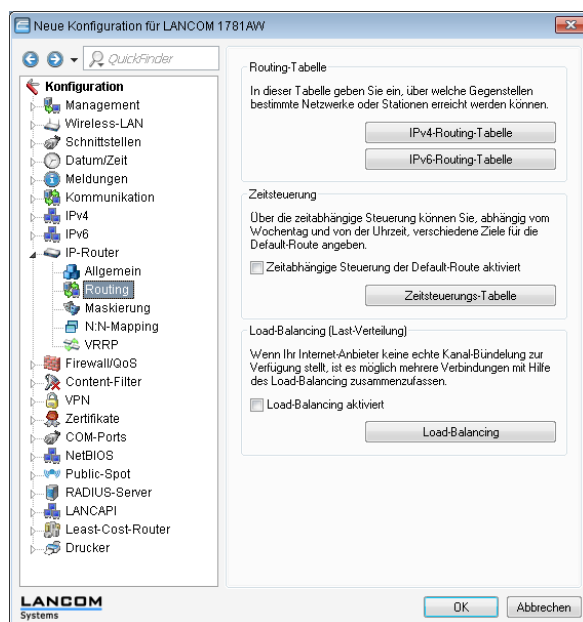 Neue Konfiguration für LANCOM 1781AW
QuickFinder
Konfiguration
Management
Wireless-LAN
Schnittstellen
Datum/Zeit
Meldungen
Kommunikation
IPv4
IPv6
IP-Router
Allgemein
Routing
Maskierung
N:N-Mapping
VRRP
Firewall/QoS
Content-Filter
VPN
Zertifikate
COM-Ports
NetBIOS
Public-Spot
RADIUS-Server
LANCAPI
Least-Cost-Router
Drucker
Routing-Tabelle
In dieser Tabelle geben Sie ein, über welche Gegenstellen
bestimmte Netzwerke oder Stationen erreicht werden können.
IPv4-Routing-Tabelle
IPv6-Routing-Tabelle
Zeitsteuerung
Über die zeitabhängige Steuerung können Sie, abhängig vom
Wochentag und von der Uhrzeit, verschiedene Ziele für die
Default-Route angeben.
Zeitabhängige Steuerung der Default-Route aktiviert
Zeitsteuerungs-Tabelle
Load-Balancing (Last-Verteilung)
Wenn Ihr Internet-Anbieter keine echte Kanal-Bündelung zur
Verfügung stellt, ist es möglich mehrere Verbindungen mit Hilfe
des Load-Balancing zusammenzufassen.
Load-Balancing aktiviert
Load-Balancing
LANCOM
Systems
OK
Abbrechen